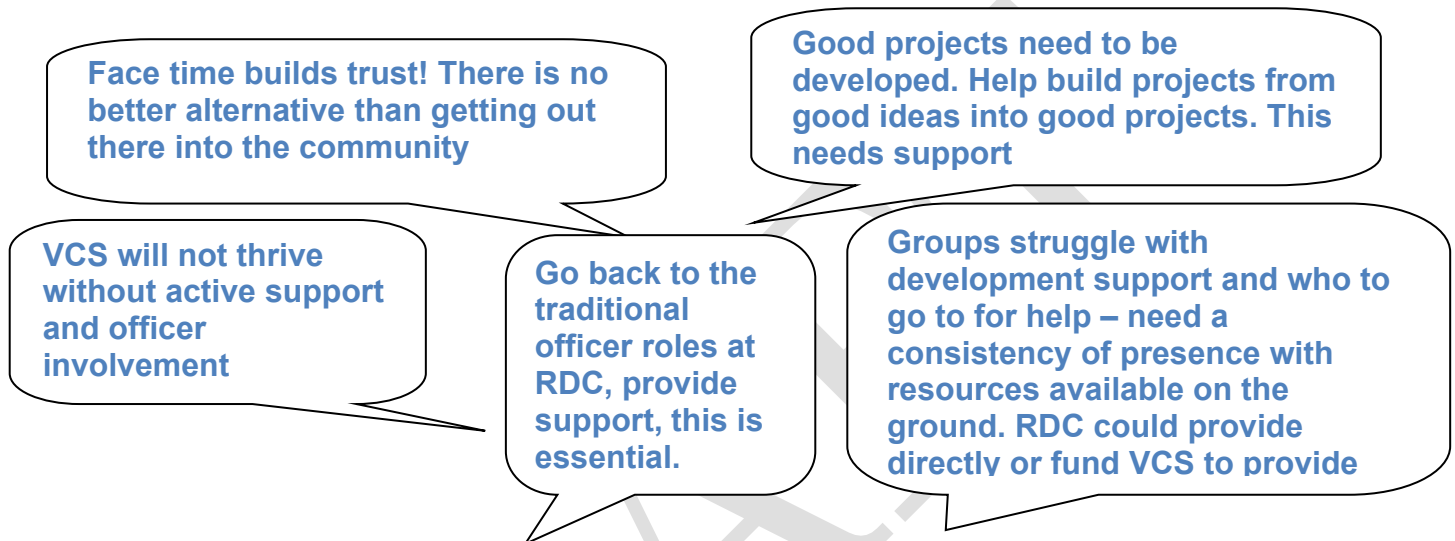 Face time builds trust! There is no
better alternative than getting out
there into the community
Good projects need to be
developed. Help build projects from
good ideas into good projects. This
needs support
VCS will not thrive
without active support
and officer
involvement
Go back to the
traditional
officer roles at
RDC, provide
support, this is
essential.
Groups struggle with
development support and who to
go to for help – need a
consistency of presence with
resources available on the
ground. RDC could provide
directly or fund VCS to provide